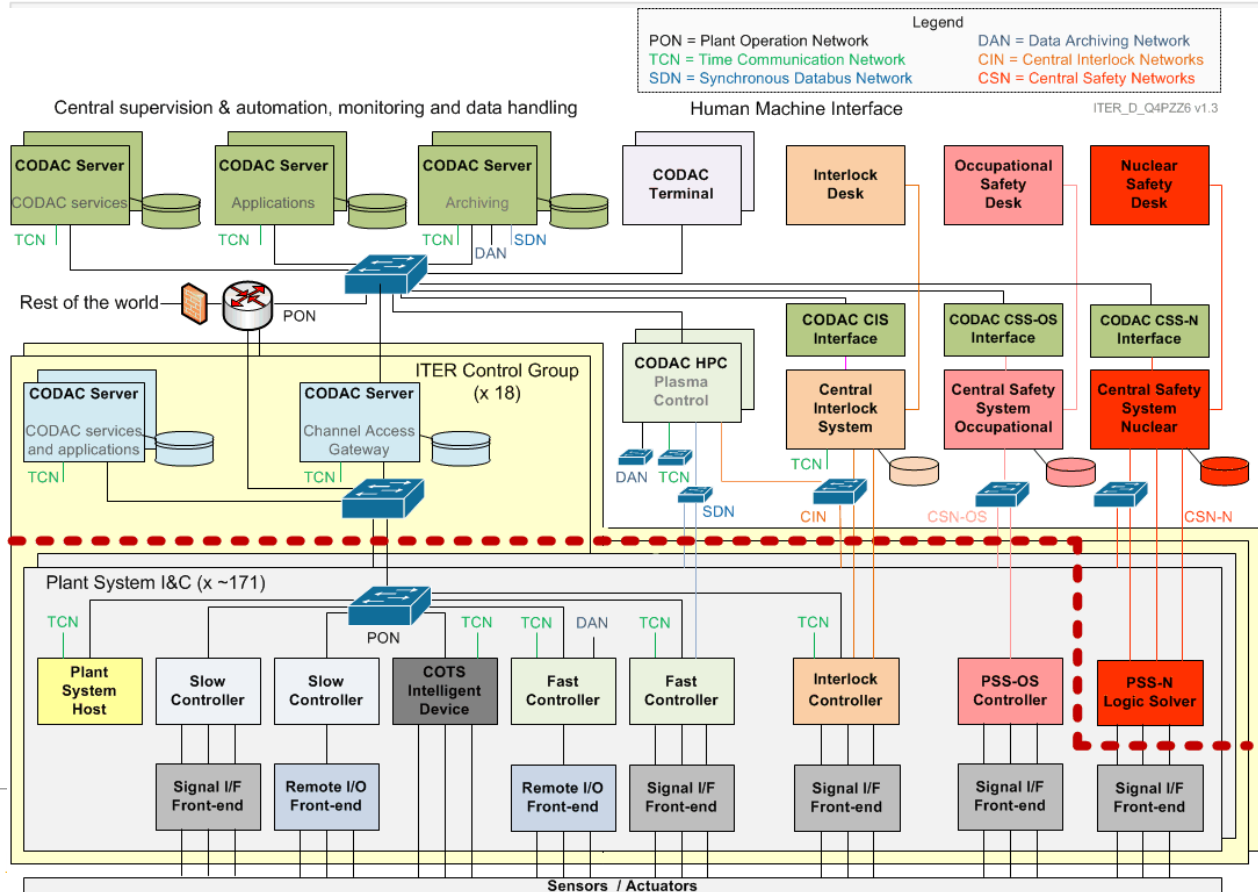 Legend
PON = Plant Operation Network
DAN = Data Archiving Network
TCN = Time Communication Network
CIN = Central Interlock Networks
SDN = Synchronous Databus Network
CSN = Central Safety Networks
Central supervision & automation, monitoring and data handling
Human Machine Interface
ITER_D_Q4PZZ6 v1.3
CODAC Server
CODAC services
CODAC Server
Applications
CODAC Server
Archiving
CODAC
Terminal
Interlock
Desk
Occupational
Safety
Desk
Nuclear
Safety
Desk
TCN
TCN
TCN
DAN
SDN
Rest of the world
PON
CODAC CIS
Interface
CODAC CSS-OS
Interface
CODAC CSS-N
Interface
ITER Control Group
(x 18)
CODAC HPC
Plasma
Control
CODAC Server
CODAC services
and applications
CODAC Server
Channel Access
Gateway
Central
Interlock
System
Central Safety
System
Occupational
Central Safety
System
Nuclear
TCN
TCN
DAN
TCN
TCN
SDN
CIN
CSN-OS
CSN-N
Plant System I&C (x ~171)
TCN
PON
TCN
TCN
DAN
TCN
TCN
Plant
System
Host
Slow
Controller
Slow
Controller
COTS
Intelligent
Device
Fast
Controller
Fast
Controller
Interlock
Controller
PSS-OS
Controller
PSS-N
Logic Solver
Signal I/F
Front-end
Remote I/O
Front-end
Remote I/O
Front-end
Signal I/F
Front-end
Signal I/F
Front-end
Signal I/F
Front-end
Signal I/F
Front-end
Sensors / Actuators